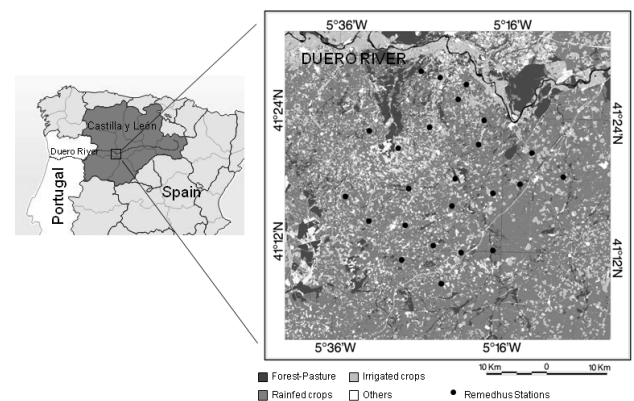 5°36'W
5°16'W
DUERO RIVER
41°24'N
41°24'N
Castilla y León
Duero River
Portugal
Spain
41°12'N
41°12'N
5°36'W
5°16'W
10 Km 0 10 Km
Forest-Pasture
Irrigated crops
Rainfed crops
Others
Remedhus Stations